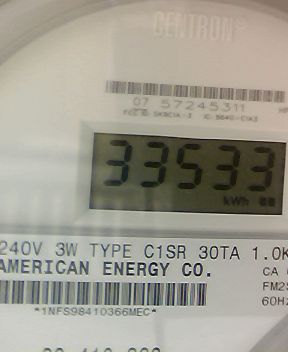 CENTRON®
07 57245311
33533
kWh
240V 3W TYPE C1SR 30TA 1.0K
AMERICAN ENERGY CO.
CA
FM2S
60Hz
*1NFS98410366MEC*